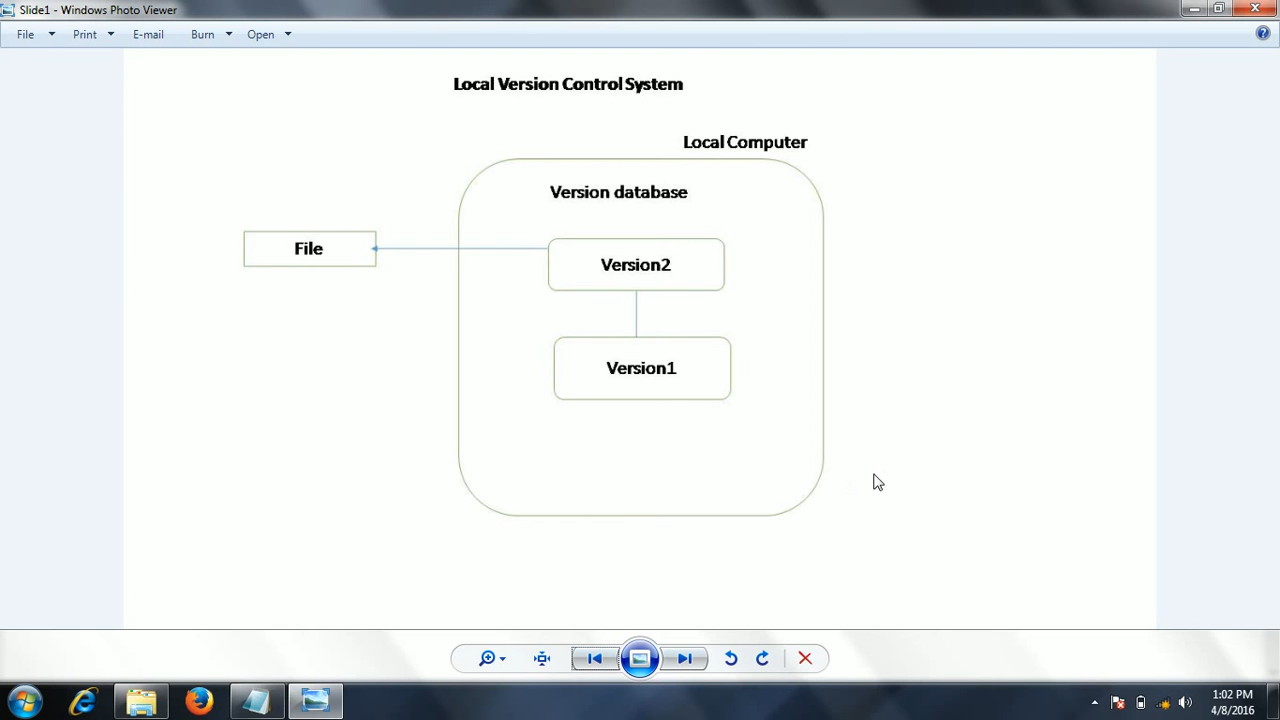 Slide1 - Windows Photo Viewer
File Print E-mail Burn Open
Local Version Control System
Local Computer
Version database
File
Version2
Version1
1:02 PM
4/8/2016